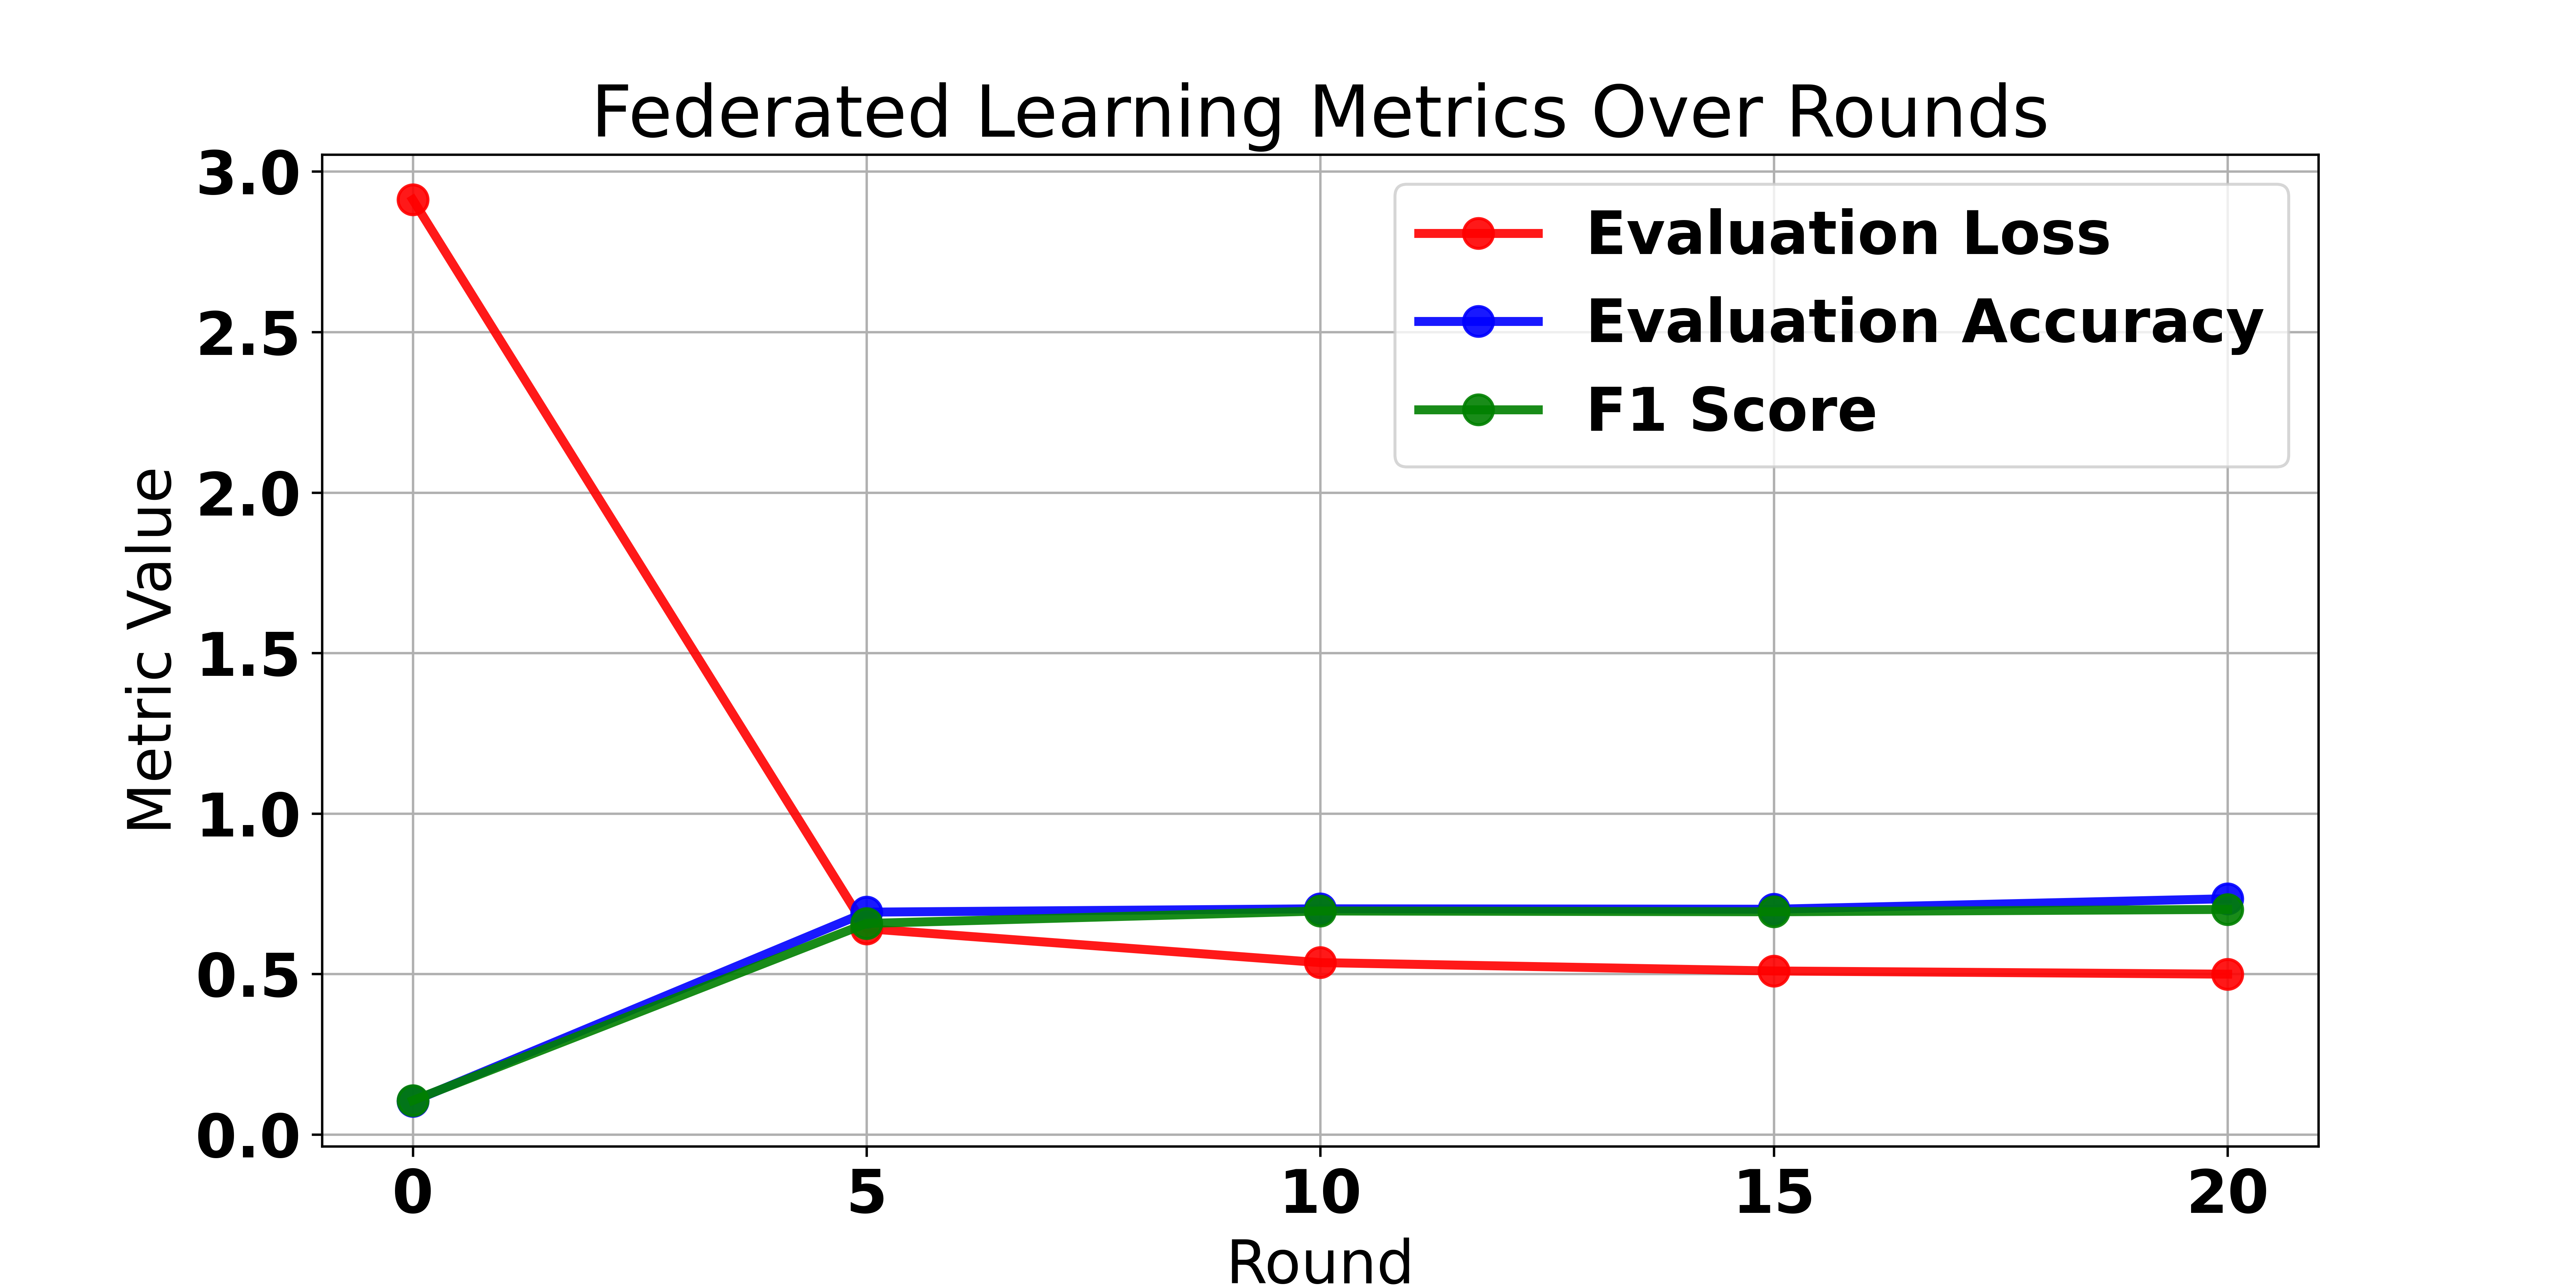 Federated Learning Metrics Over Rounds
3.0
2.5
2.0
1.5
1.0
0.5
0.0
Metric Value
Evaluation Loss
Evaluation Accuracy
F1 Score
0 5 10 15 20
Round